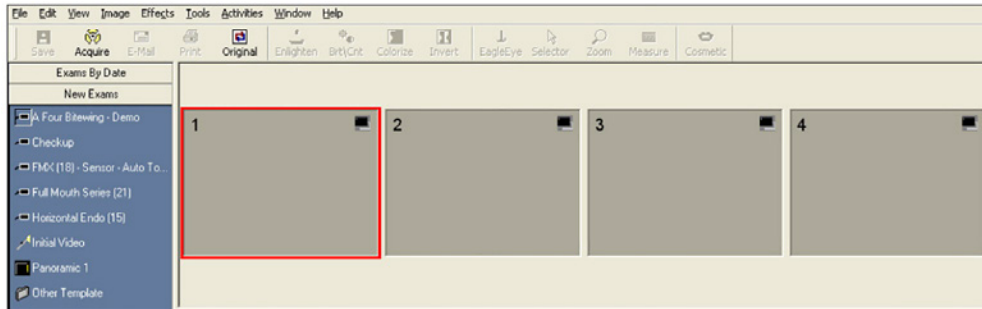 File Edit View Image Effects Tools Activities Window Help
Save Acquire E-Mail Print Original Enlighten Brt\Cnt Colorize Invert EagleEye Selector Zoom Measure Cosmetic
Exams By Date
New Exams
A Four Bitewing - Demo
Checkup
FMX (18) - Sensor - Auto To...
Full Mouth Series (21)
Horizontal Endo (15)
Initial Video
Panoramic 1
Other Template
1 2 3 4